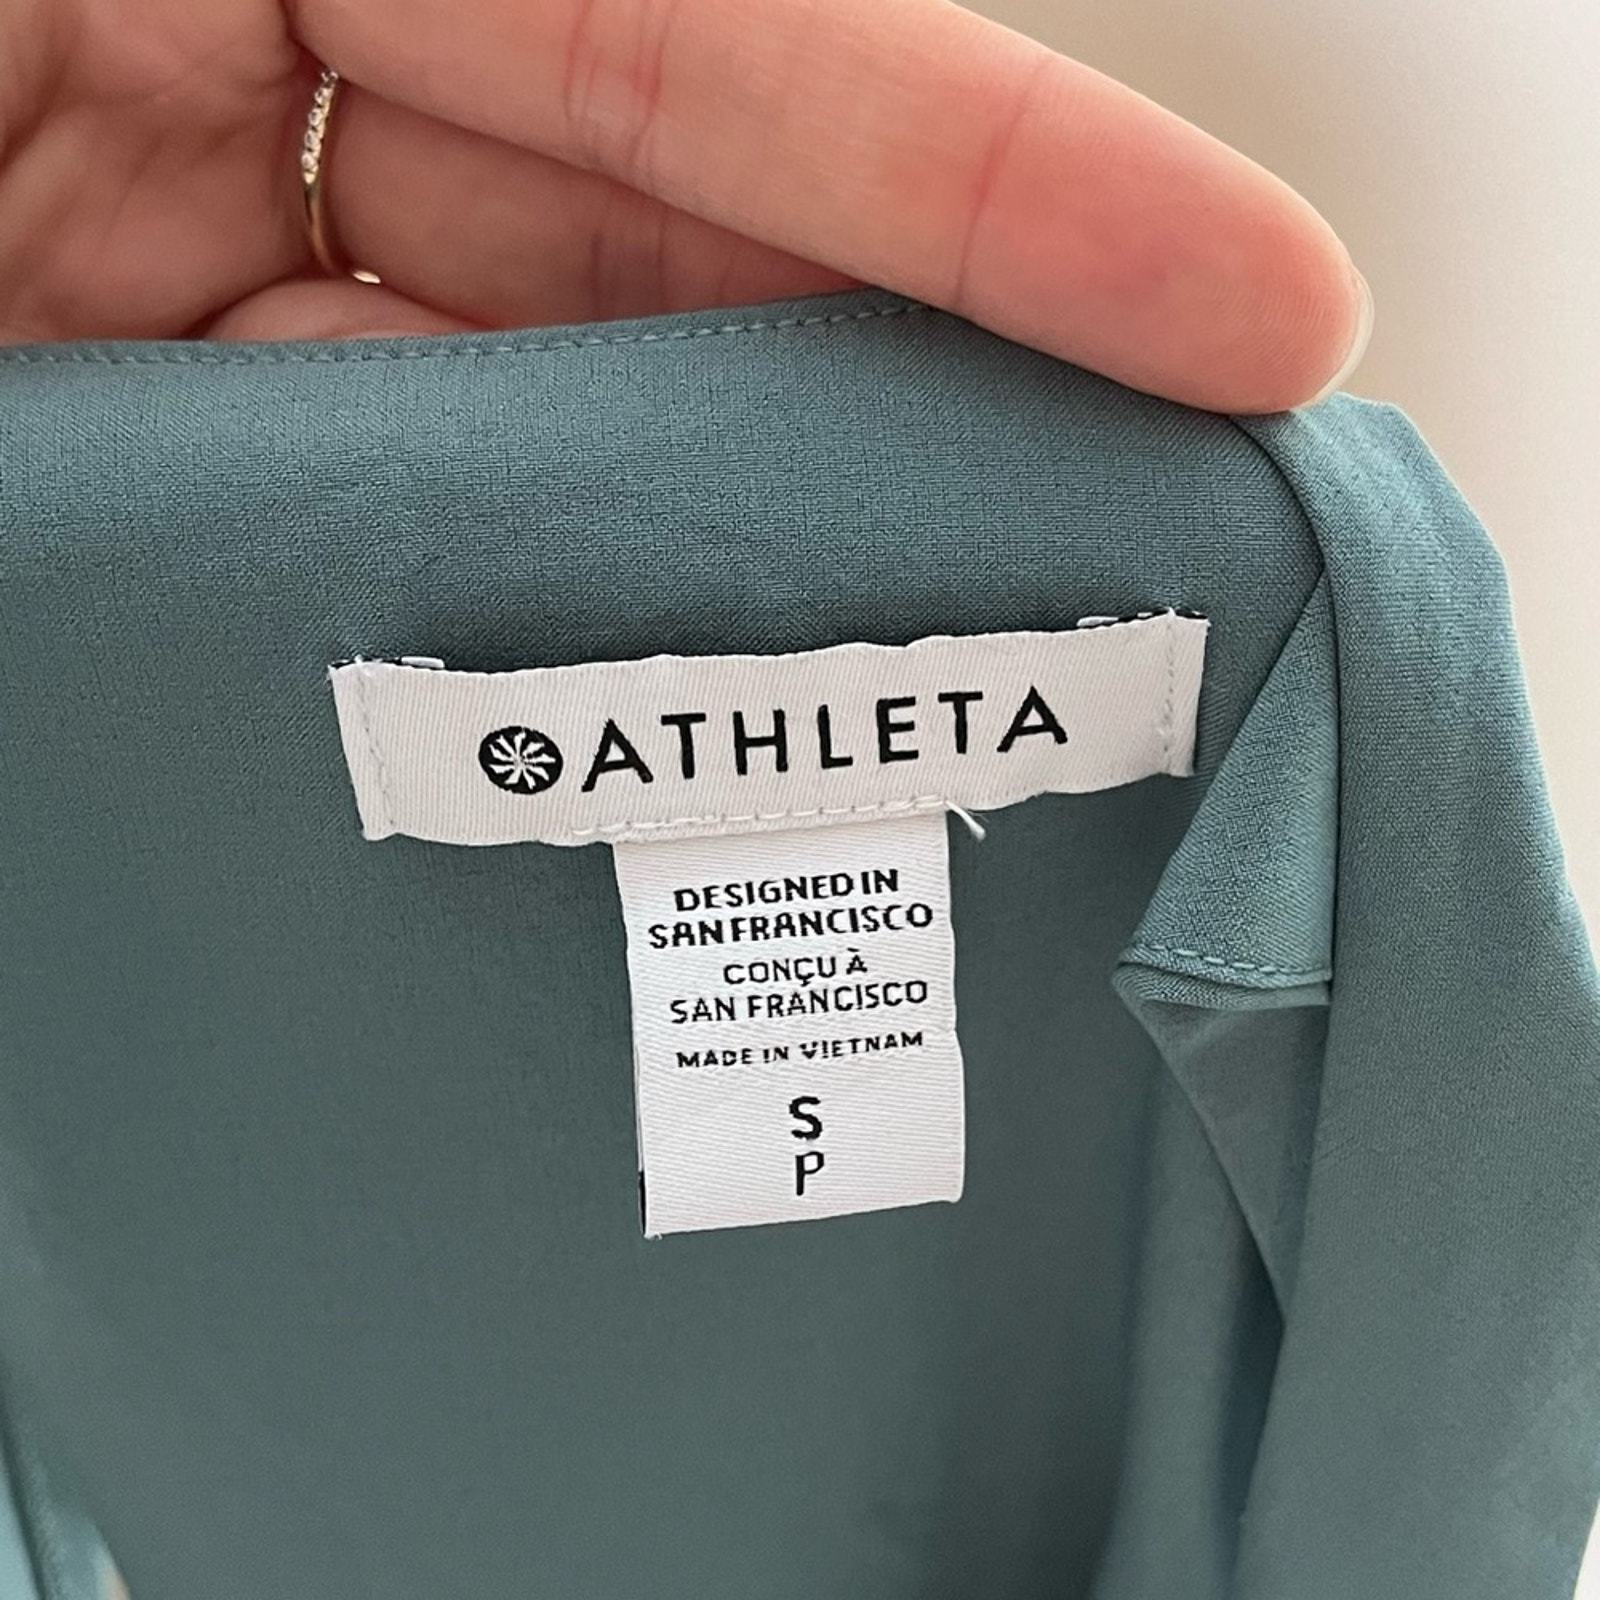 ATHLETA
DESIGNED IN
SAN FRANCISCO
CONÇU À
SAN FRANCISCO
MADE IN VIETNAM
S
P